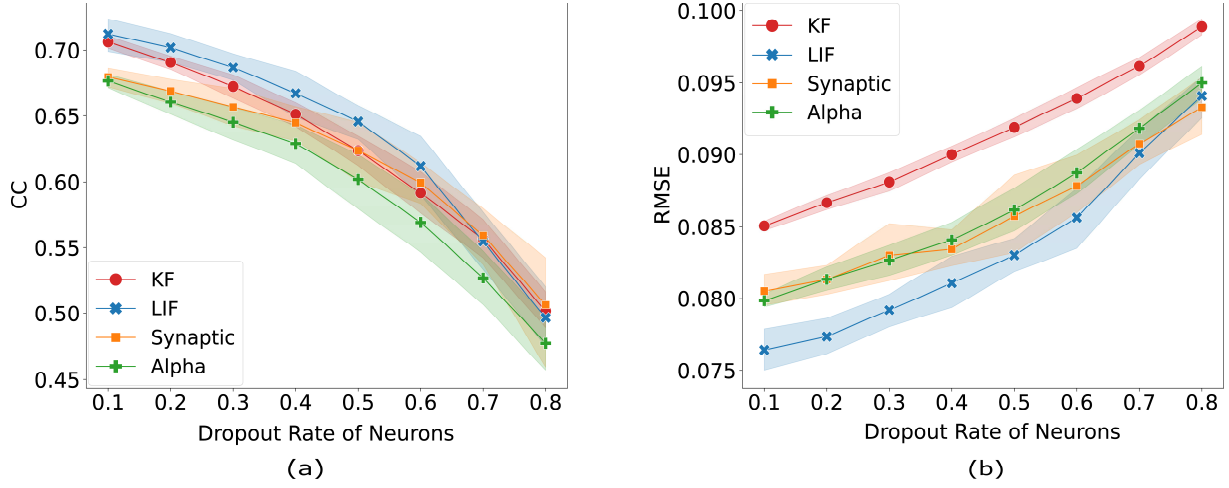 CC
0.70
0.65
0.60
0.55
0.50
0.45
KF
LIF
Synaptic
Alpha
0.1 0.2 0.3 0.4 0.5 0.6 0.7 0.8
Dropout Rate of Neurons
(a)
RMSE
0.100
0.095
0.090
0.085
0.080
0.075
KF
LIF
Synaptic
Alpha
0.1 0.2 0.3 0.4 0.5 0.6 0.7 0.8
Dropout Rate of Neurons
(b)